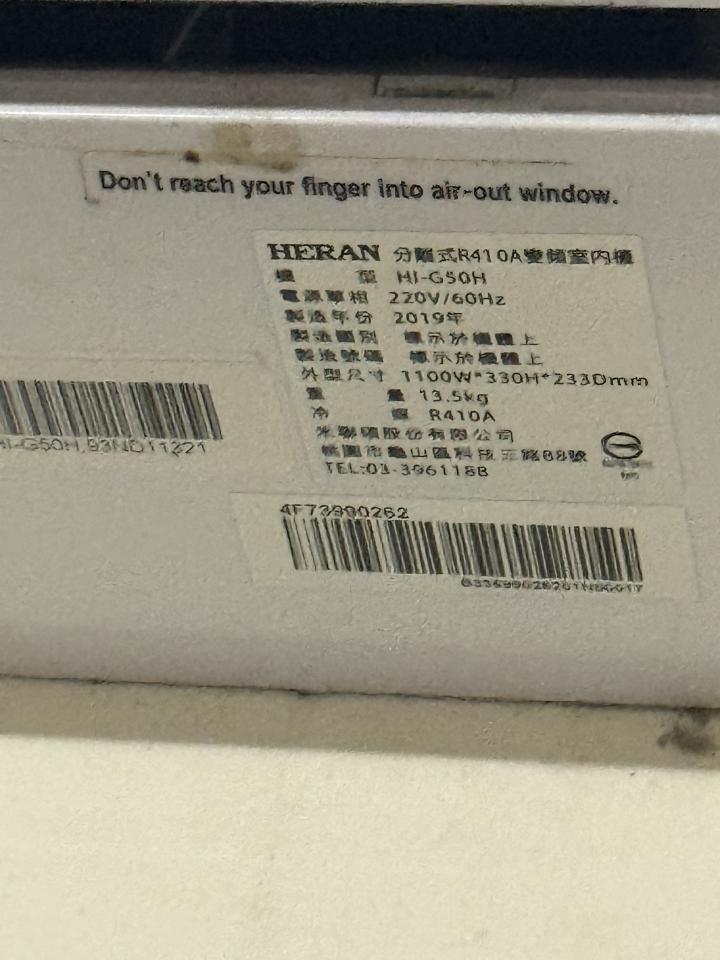 Don't reach your finger into air-out window.
HERAN 分離式R410A變頻室內機
機型 HI-G50H
電源單相 220V/60Hz
製造年份 2019年
製造國別 標示於機體上
製造號碼 標示於機體上
外型尺寸 1100W*330H*233Dmm
重量 13.5kg
冷媒 R410A
禾聯碩股份有限公司
桃園市龜山區科技三路88號
TEL:03-3961188
HI-G50H,93ND11321
4F73990262